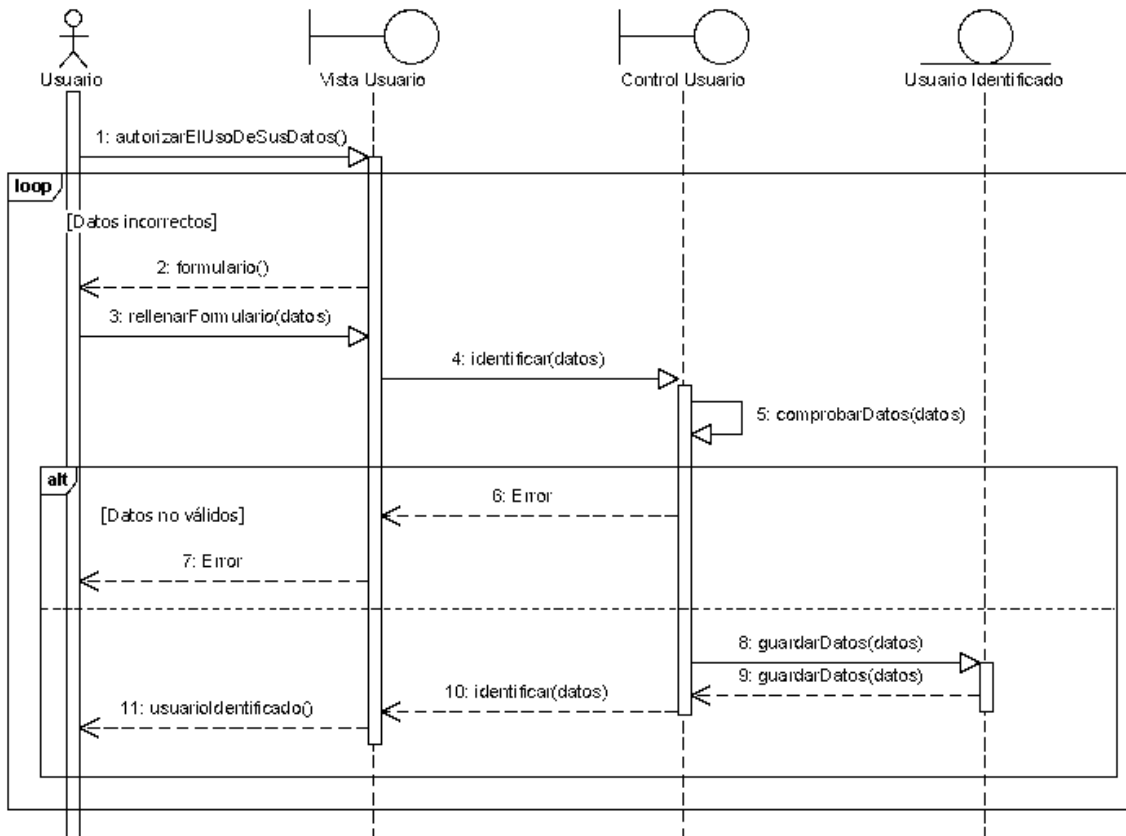 Usuario
Vista Usuario
Control Usuario
Usuario Identificado
1: autorizarElUsoDeSusDatos()
loop
[Datos incorrectos]
2: formulario()
3: rellenarFormulario(datos)
4: identificar(datos)
5: comprobarDatos(datos)
alt
6: Error
[Datos no válidos]
7: Error
8: guardarDatos(datos)
9: guardarDatos(datos)
10: identificar(datos)
11: usuarioIdentificado()